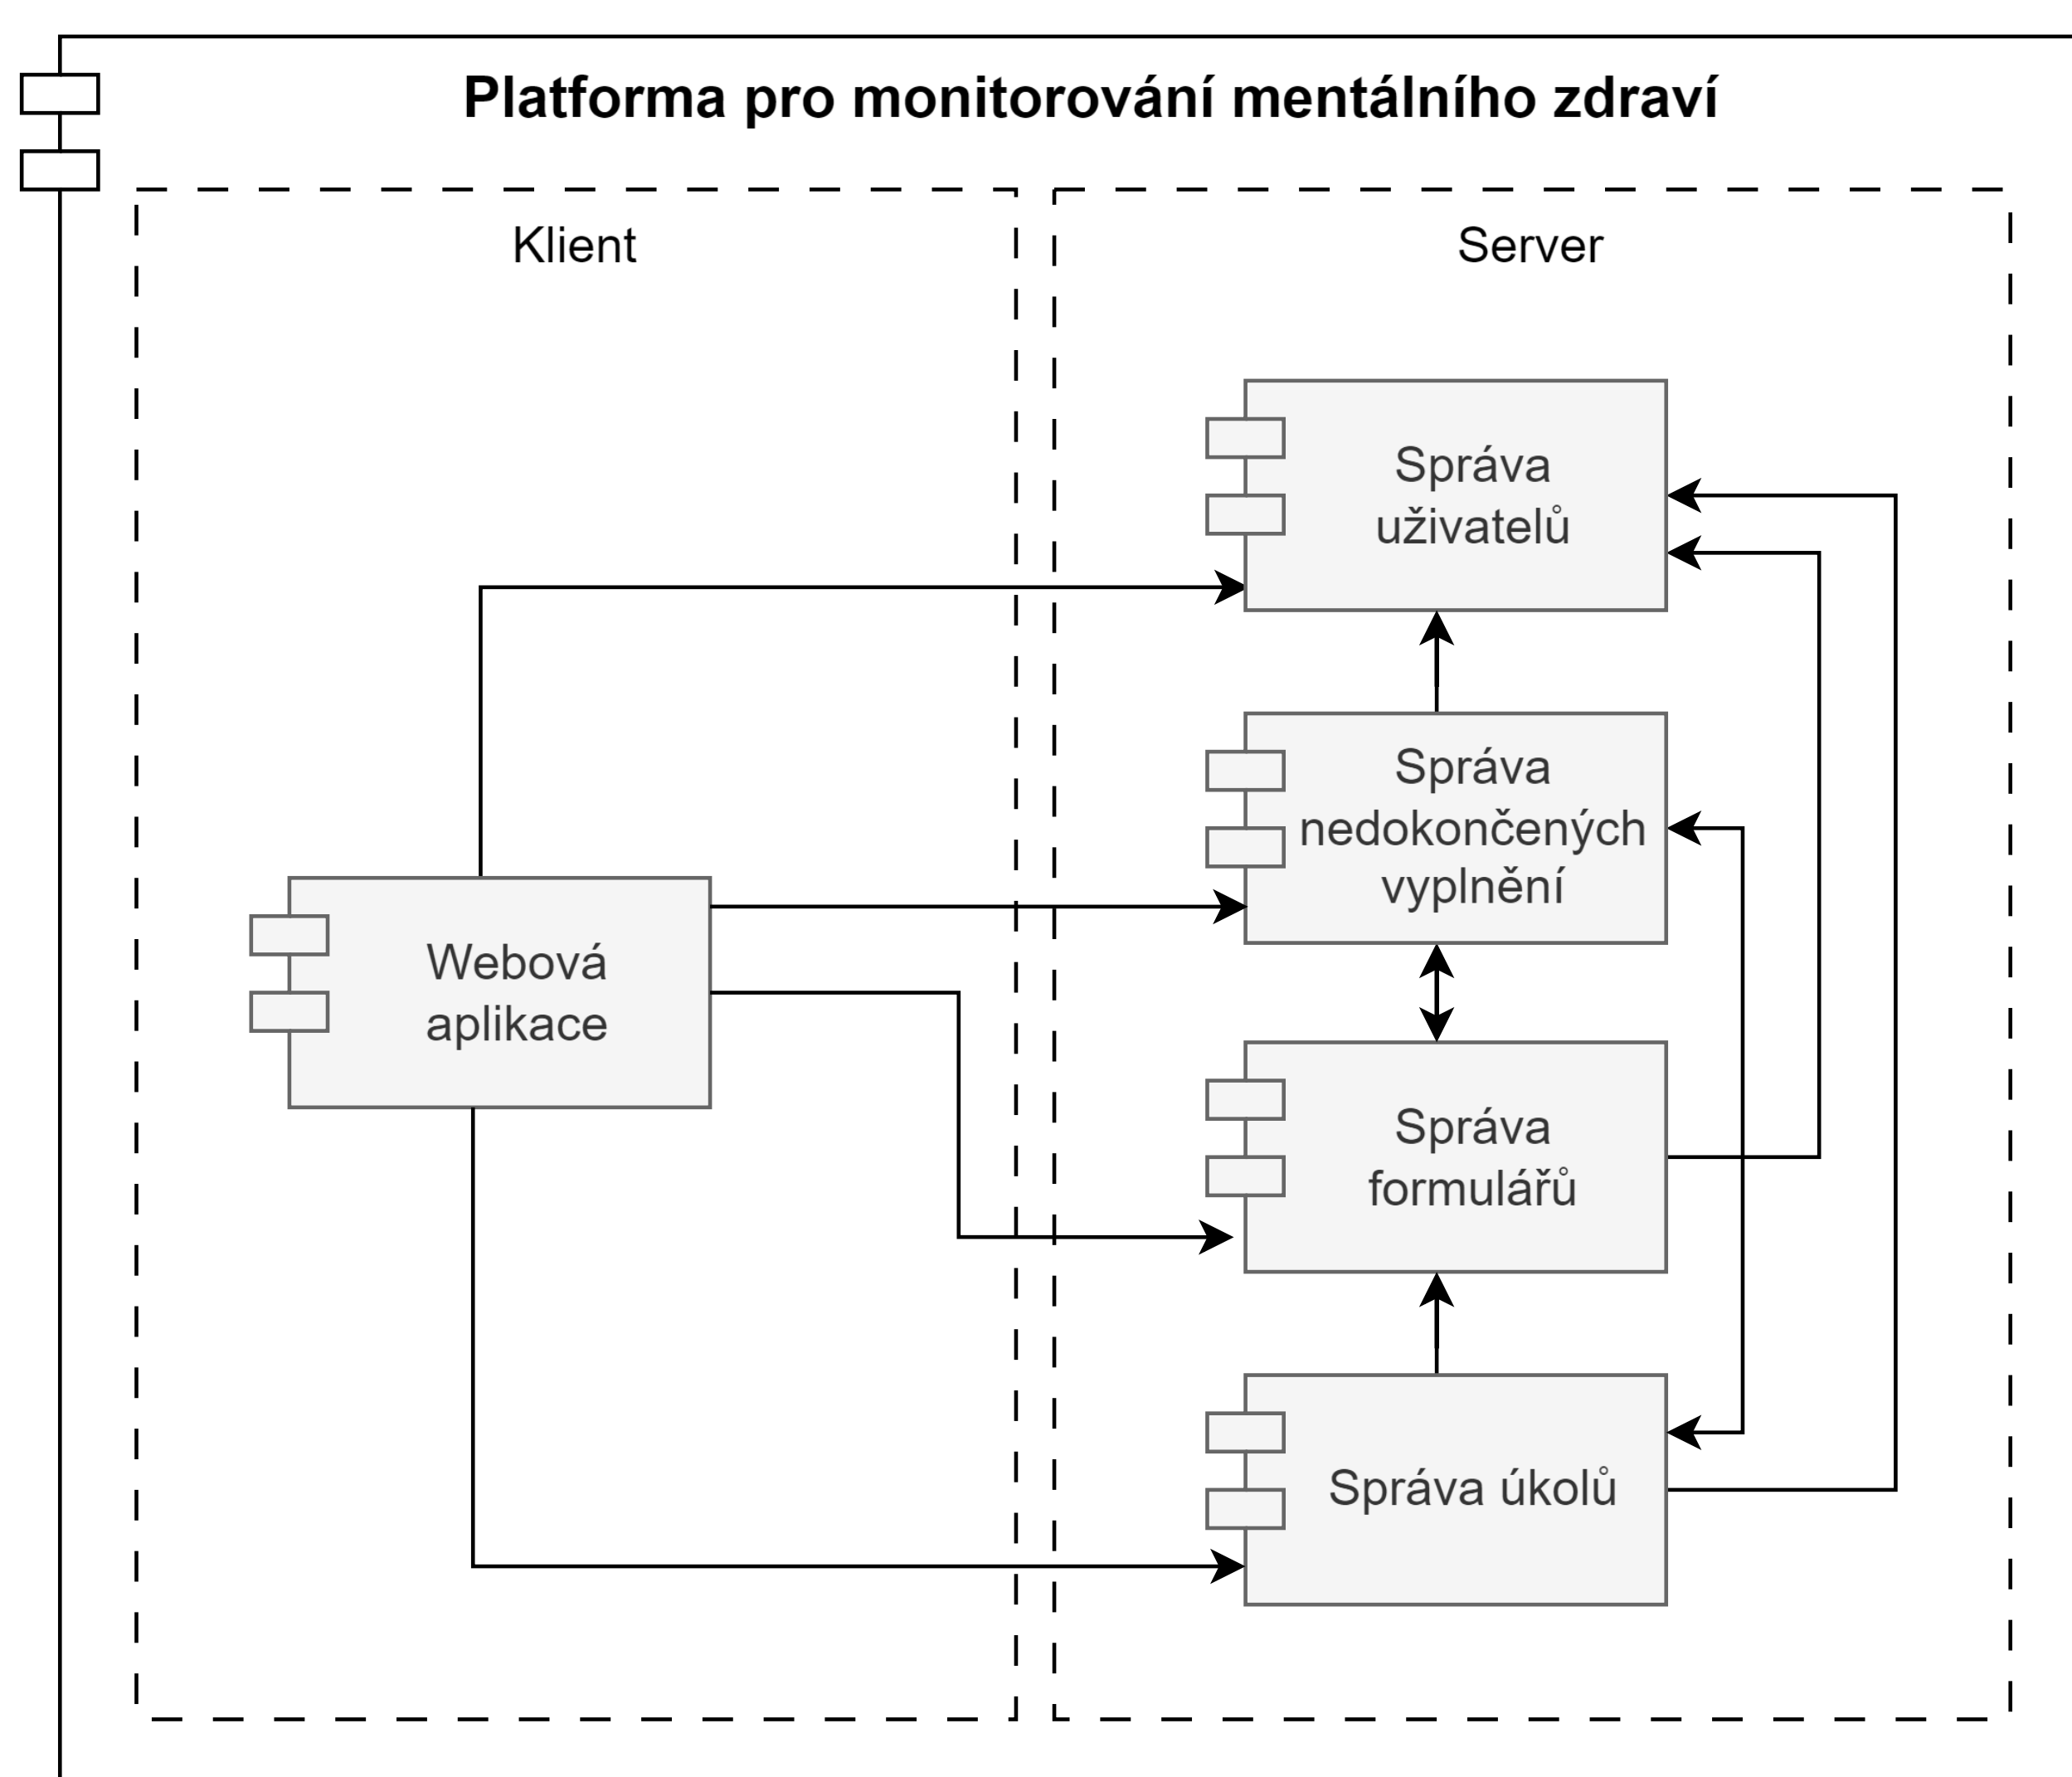 Platforma pro monitorování mentálního zdraví
Klient
Server
Správa
uživatelů
Správa
nedokončených
vyplnění
Webová
aplikace
Správa
formulářů
Správa úkolů